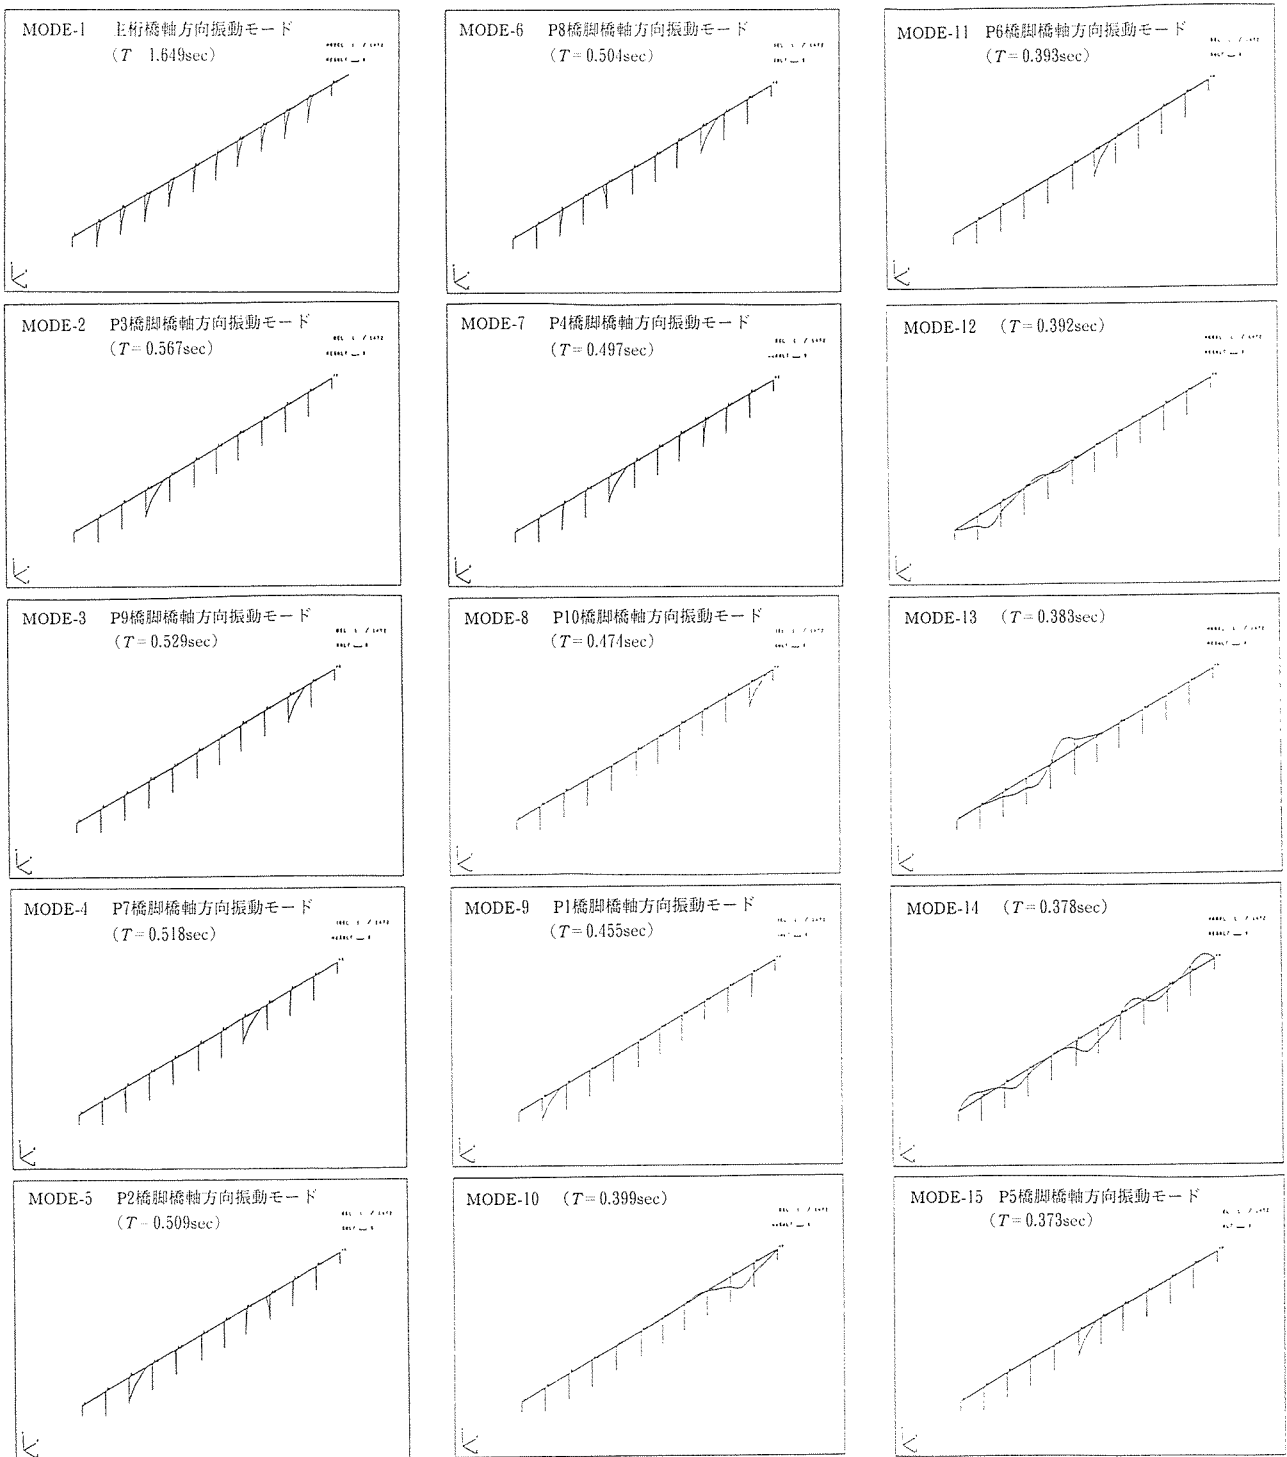 MODE-1 主桁橋軸方向振動モード
(T 1.649sec)
MODE-2 P3橋脚橋軸方向振動モード
(T=0.567sec)
MODE-3 P9橋脚橋軸方向振動モード
(T=0.529sec)
MODE-4 P7橋脚橋軸方向振動モード
(T=0.518sec)
MODE-5 P2橋脚橋軸方向振動モード
(T=0.509sec)
MODE-6 P8橋脚橋軸方向振動モード
(T=0.504sec)
MODE-7 P4橋脚橋軸方向振動モード
(T=0.497sec)
MODE-8 P10橋脚橋軸方向振動モード
(T=0.474sec)
MODE-9 P1橋脚橋軸方向振動モード
(T=0.455sec)
MODE-10 (T=0.399sec)
MODE-11 P6橋脚橋軸方向振動モード
(T=0.393sec)
MODE-12 (T=0.392sec)
MODE-13 (T=0.383sec)
MODE-14 (T=0.378sec)
MODE-15 P5橋脚橋軸方向振動モード
(T=0.373sec)